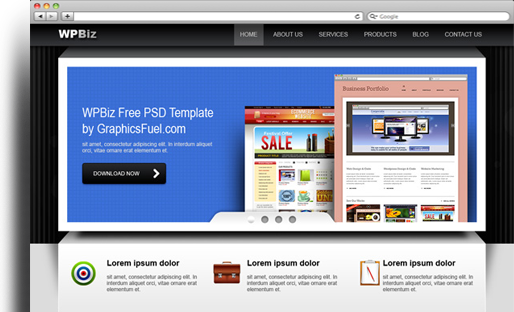 Google
WPBiz
HOME ABOUT US SERVICES PRODUCTS BLOG CONTACT US
WPBiz Free PSD Template
by GraphicsFuel.com
sit amet, consectetur adipiscing elit. In interdum aliquet
orci, vitae ornare erat elementum et.
DOWNLOAD NOW
Business Portfolio
SALE
Lorem ipsum dolor
sit amet, consectetur adipiscing elit. In
interdum aliquet orci, vitae ornare erat
elementum et.
Lorem ipsum dolor
sit amet, consectetur adipiscing elit. In
interdum aliquet orci, vitae ornare erat
elementum et.
Lorem ipsum dolor
sit amet, consectetur adipiscing elit. In
interdum aliquet orci, vitae ornare erat
elementum et.